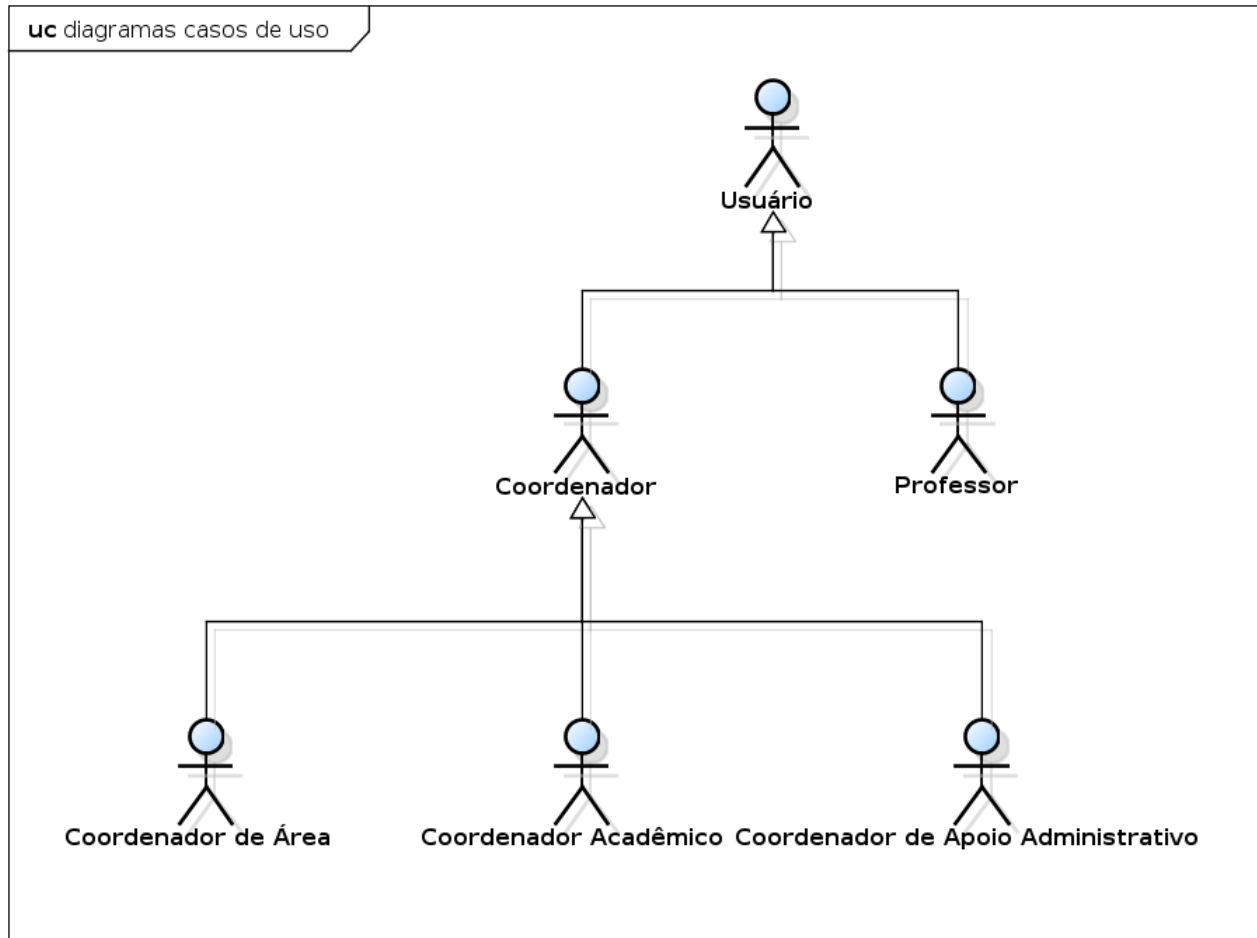 uc diagramas casos de uso
Usuário
Coordenador
Professor
Coordenador de Área
Coordenador Acadêmico
Coordenador de Apoio Administrativo